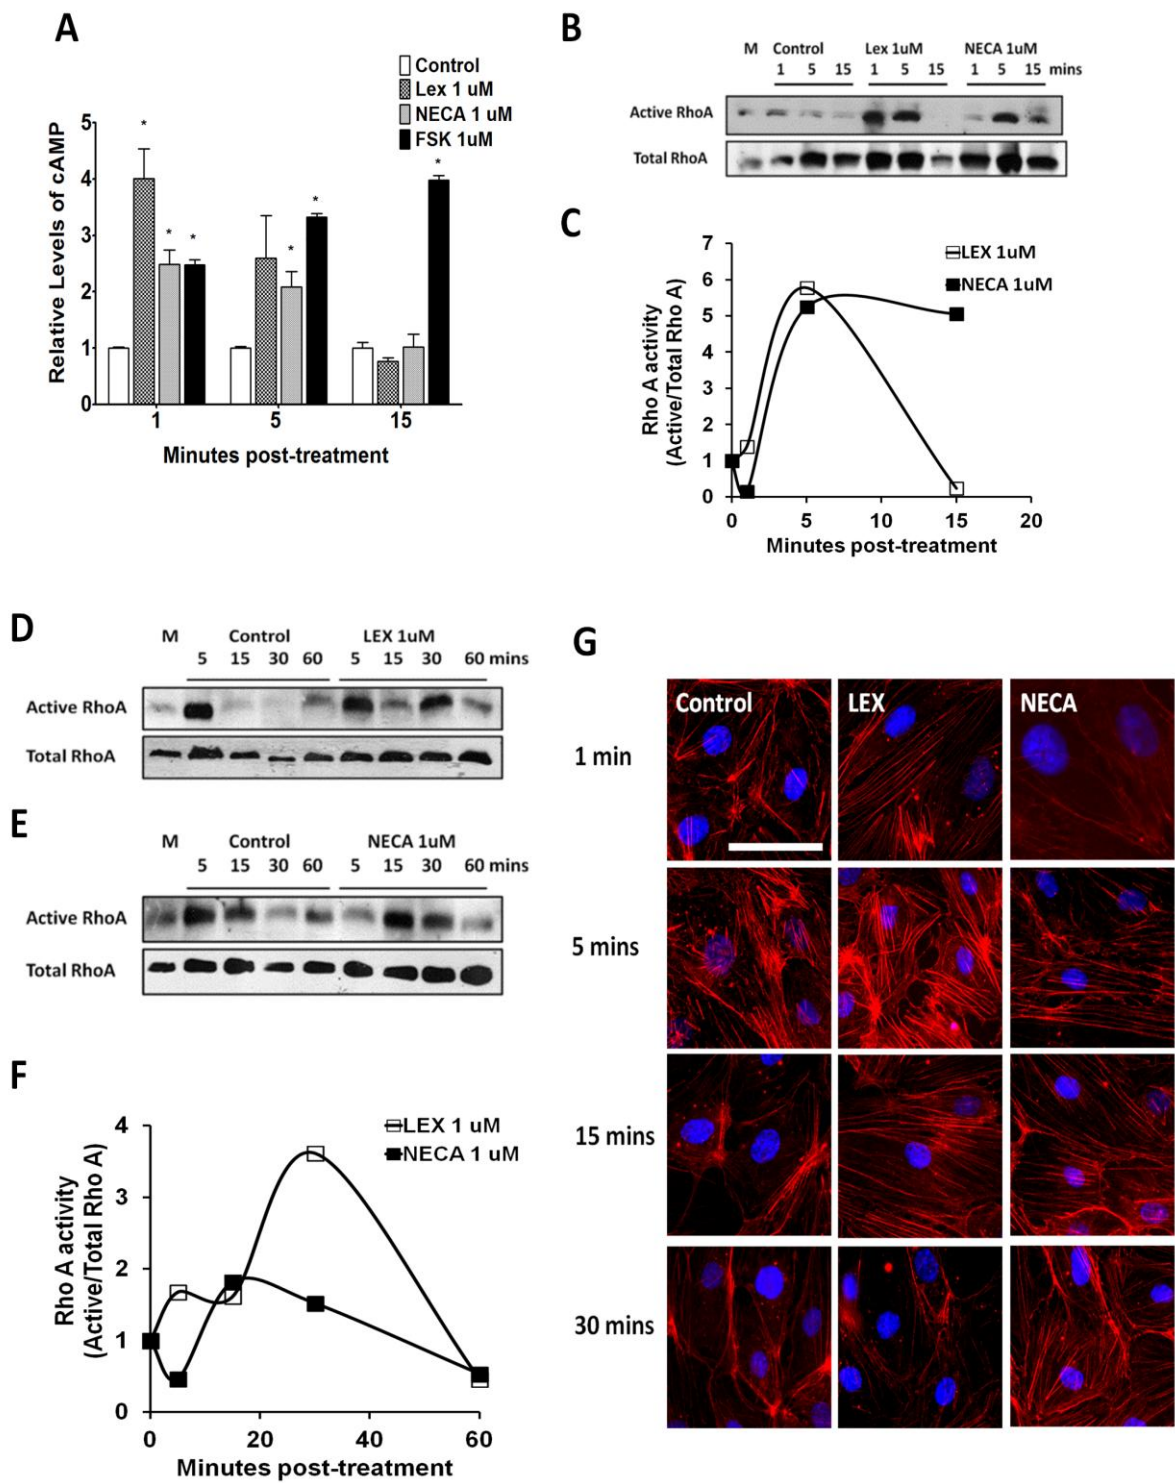 A
Control
Lex 1 uM
NECA 1 uM
FSK 1uM
Relative Levels of cAMP
5
4
3
2
1
0
* * * * * *
1 5 15
Minutes post-treatment
B
M Control Lex 1uM NECA 1uM
1 5 15 1 5 15 1 5 15 mins
Active RhoA
Total RhoA
C
LEX 1uM
NECA 1uM
Rho A activity
(Active/Total Rho A)
7
6
5
4
3
2
1
0
0 5 10 15 20
Minutes post-treatment
D
M Control LEX 1uM
5 15 30 60 5 15 30 60 mins
Active RhoA
Total RhoA
E
M Control NECA 1uM
5 15 30 60 5 15 30 60 mins
Active RhoA
Total RhoA
F
LEX 1 uM
NECA 1 uM
Rho A activity
(Active/Total Rho A)
4
3
2
1
0
0 20 40 60
Minutes post-treatment
G
Control LEX NECA
1 min
5 mins
15 mins
30 mins